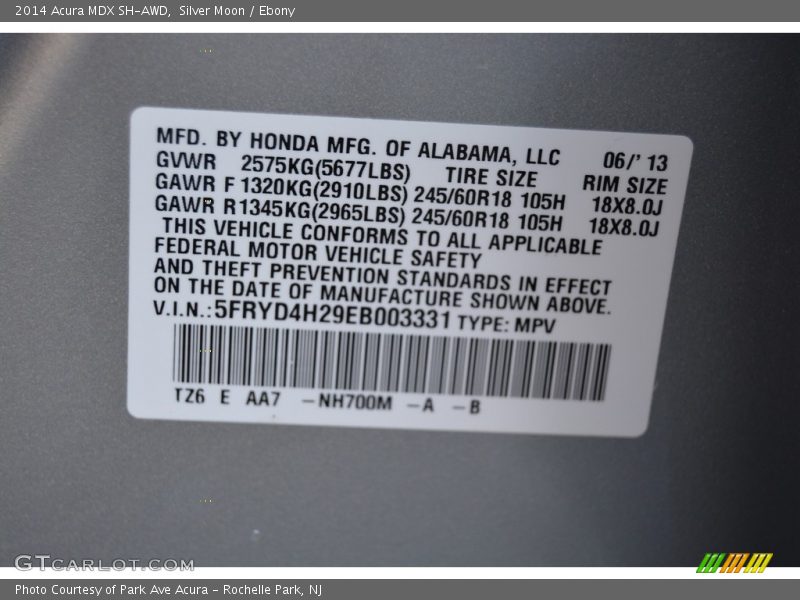 2014 Acura MDX SH-AWD,  Silver Moon / Ebony
MFD. BY HONDA MFG. OF ALABAMA, LLC 06/' 13
GVWR 2575KG(5677LBS) TIRE SIZE RIM SIZE
GAWR F 1320KG(2910LBS) 245/60R18 105H 18X8.0J
GAWR R 1345KG(2965LBS) 245/60R18 105H 18X8.0J
THIS VEHICLE CONFORMS TO ALL APPLICABLE
FEDERAL MOTOR VEHICLE SAFETY
AND THEFT PREVENTION STANDARDS IN EFFECT
ON THE DATE OF MANUFACTURE SHOWN ABOVE.
V.I.N.: 5FRYD4H29EB003331 TYPE: MPV
TZ6 E AA7 -NH700M -A -B
GTCARLOT.COM
Photo Courtesy of Park Ave Acura - Rochelle Park, NJ